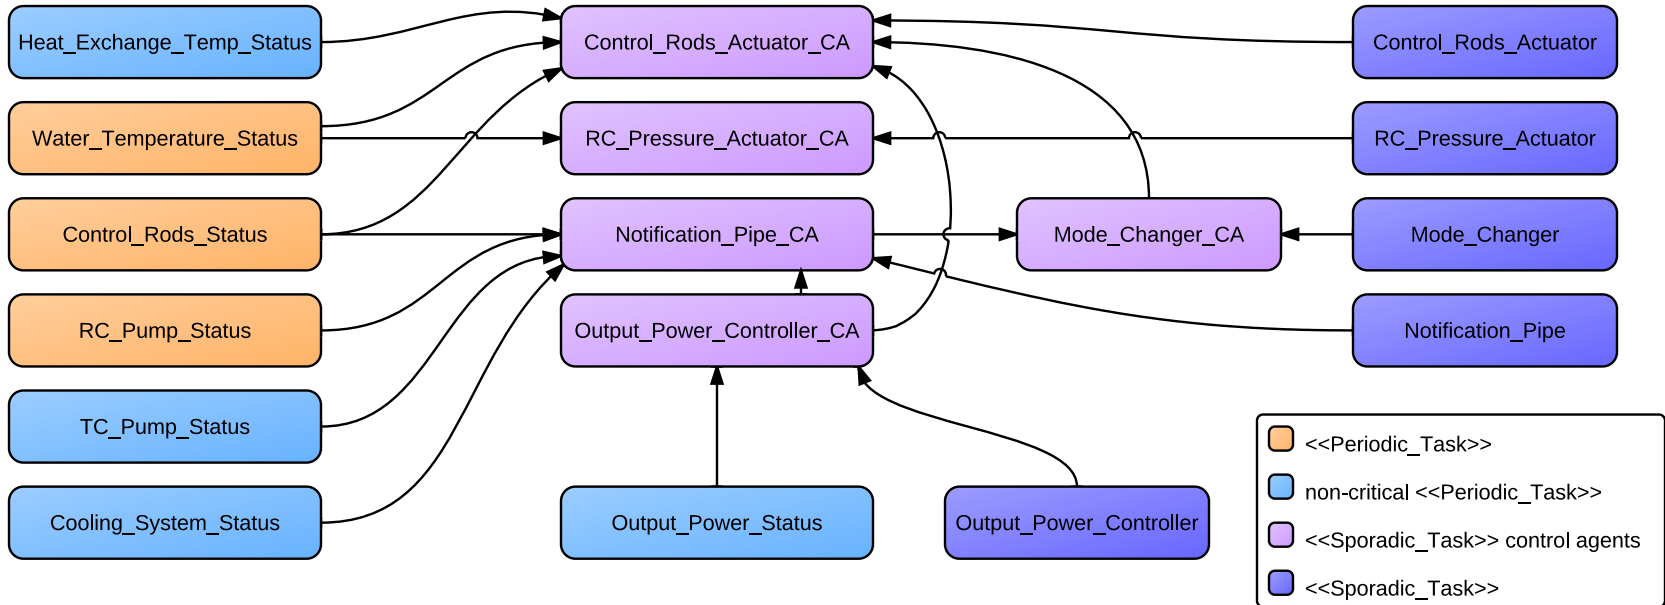 Heat_Exchange_Temp_Status
Control_Rods_Actuator_CA
Control_Rods_Actuator
Water_Temperature_Status
RC_Pressure_Actuator_CA
RC_Pressure_Actuator
Control_Rods_Status
Notification_Pipe_CA
Mode_Changer_CA
Mode_Changer
RC_Pump_Status
Output_Power_Controller_CA
Notification_Pipe
TC_Pump_Status
Cooling_System_Status
Output_Power_Status
Output_Power_Controller
<<Periodic_Task>>
non-critical <<Periodic_Task>>
<<Sporadic_Task>> control agents
<<Sporadic_Task>>